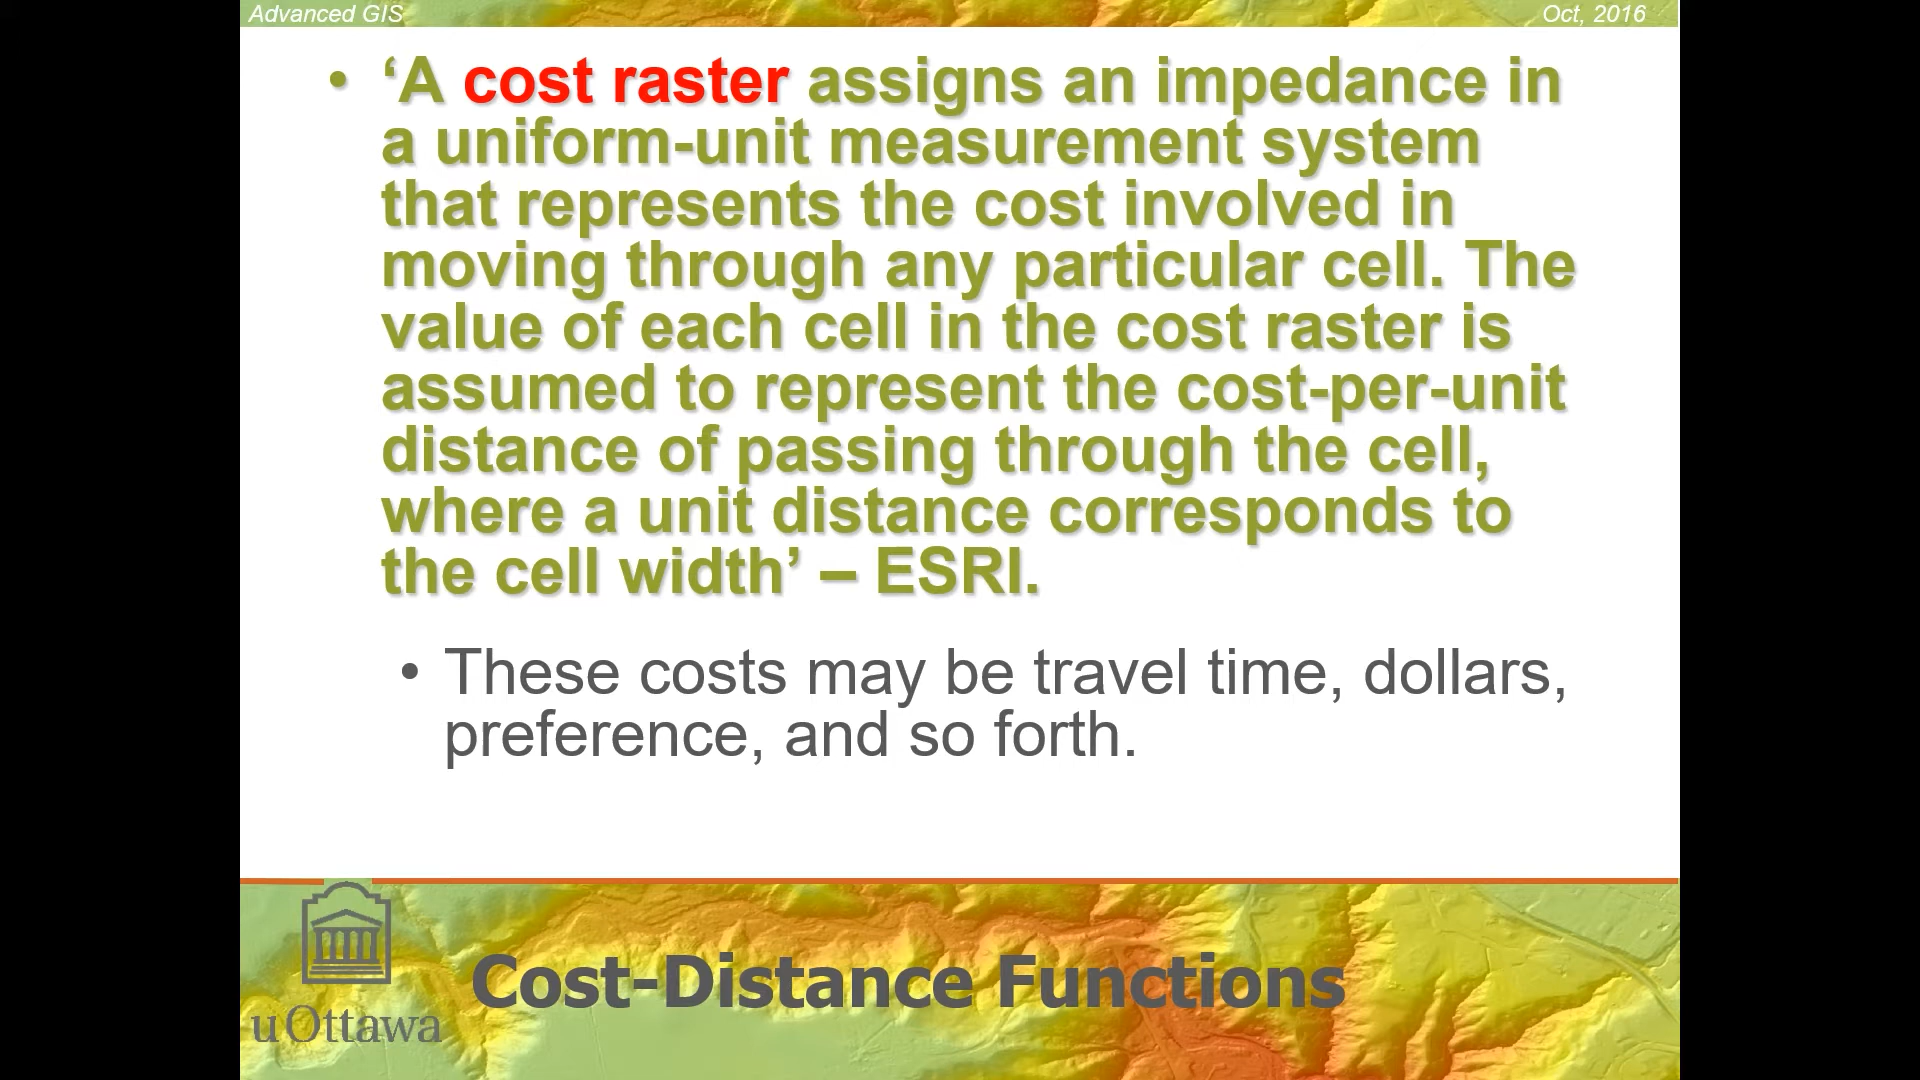 Advanced GIS
Oct, 2016
• ‘A cost raster assigns an impedance in
a uniform-unit measurement system
that represents the cost involved in
moving through any particular cell. The
value of each cell in the cost raster is
assumed to represent the cost-per-unit
distance of passing through the cell,
where a unit distance corresponds to
the cell width’ – ESRI.
• These costs may be travel time, dollars,
preference, and so forth.
Cost-Distance Functions
uOttawa